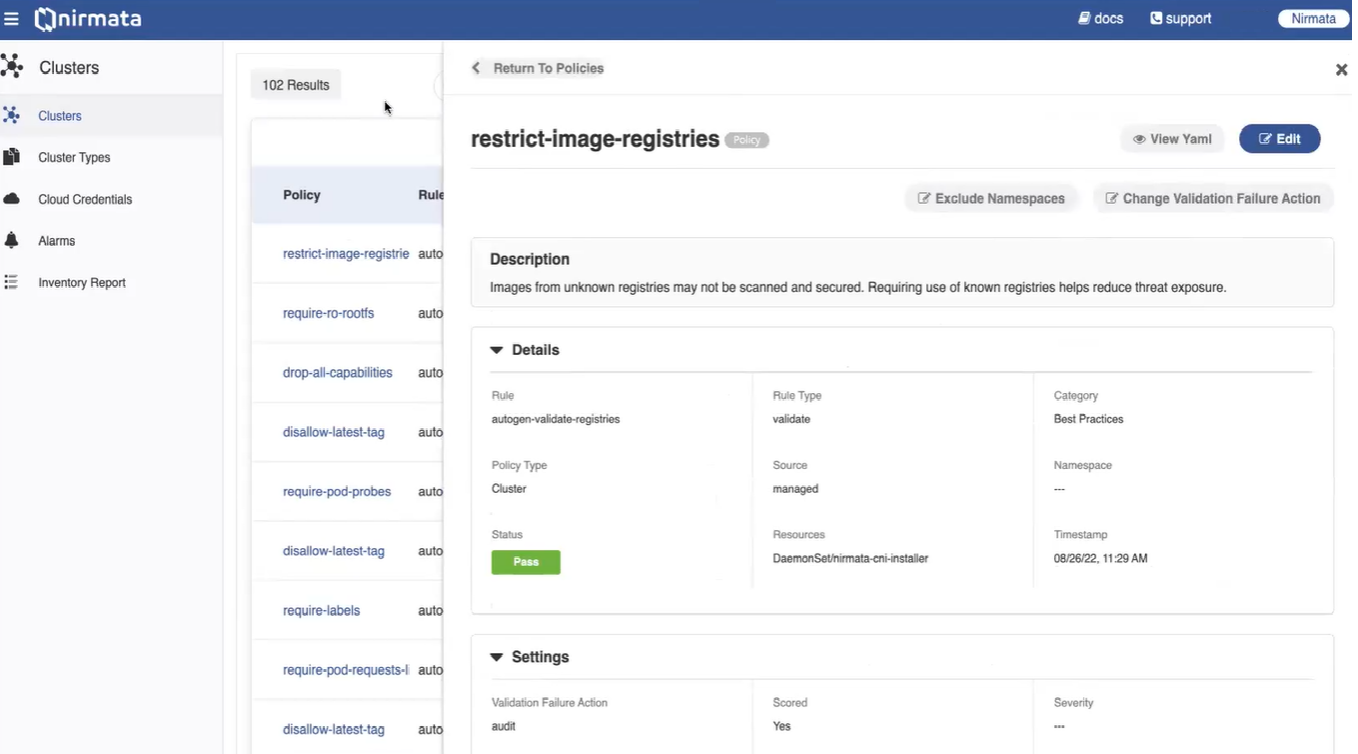 nirmata
docs
support
Nirmata
Clusters
Clusters
Cluster Types
Cloud Credentials
Alarms
Inventory Report
102 Results
Policy
Rule
restrict-image-registrie
auto
require-ro-rootfs
auto
drop-all-capabilities
auto
disallow-latest-tag
auto
require-pod-probes
auto
disallow-latest-tag
auto
require-labels
auto
require-pod-requests-li
auto
disallow-latest-tag
auto
Return To Policies
restrict-image-registries Policy
View Yaml
Edit
Exclude Namespaces
Change Validation Failure Action
Description
Images from unknown registries may not be scanned and secured. Requiring use of known registries helps reduce threat exposure.
Details
Rule
autogen-validate-registries
Rule Type
validate
Category
Best Practices
Policy Type
Cluster
Source
managed
Namespace
---
Status
Pass
Resources
DaemonSet/nirmata-cni-installer
Timestamp
08/26/22, 11:29 AM
Settings
Validation Failure Action
audit
Scored
Yes
Severity
---